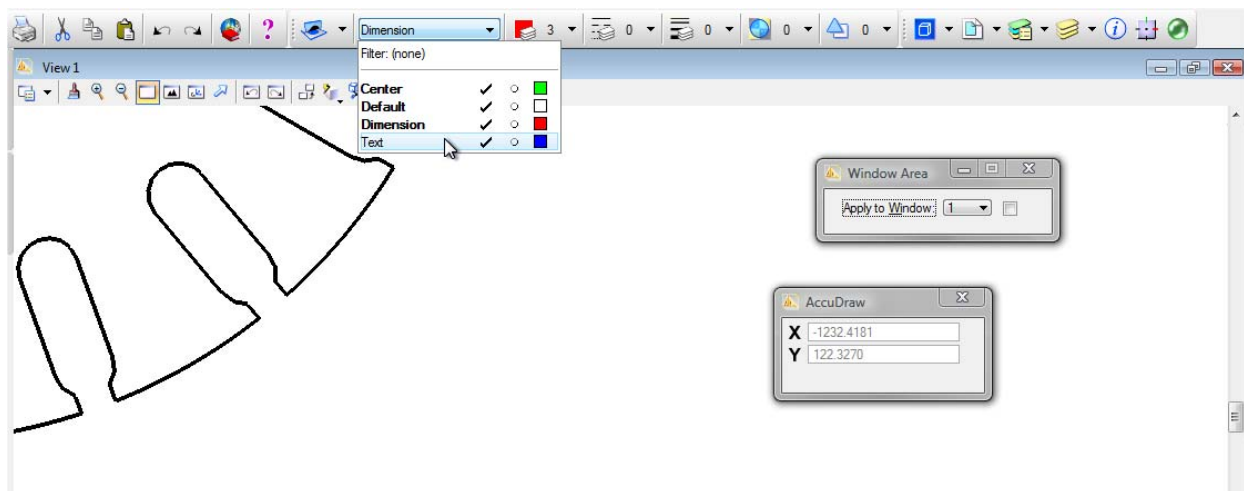 ? Dimension 3 0 0 0 0 i
Filter: (none)
View 1
Center
Default
Dimension
Text
Window Area
Apply to Window: 1
AccuDraw
X -1232.4181
Y 122.3270